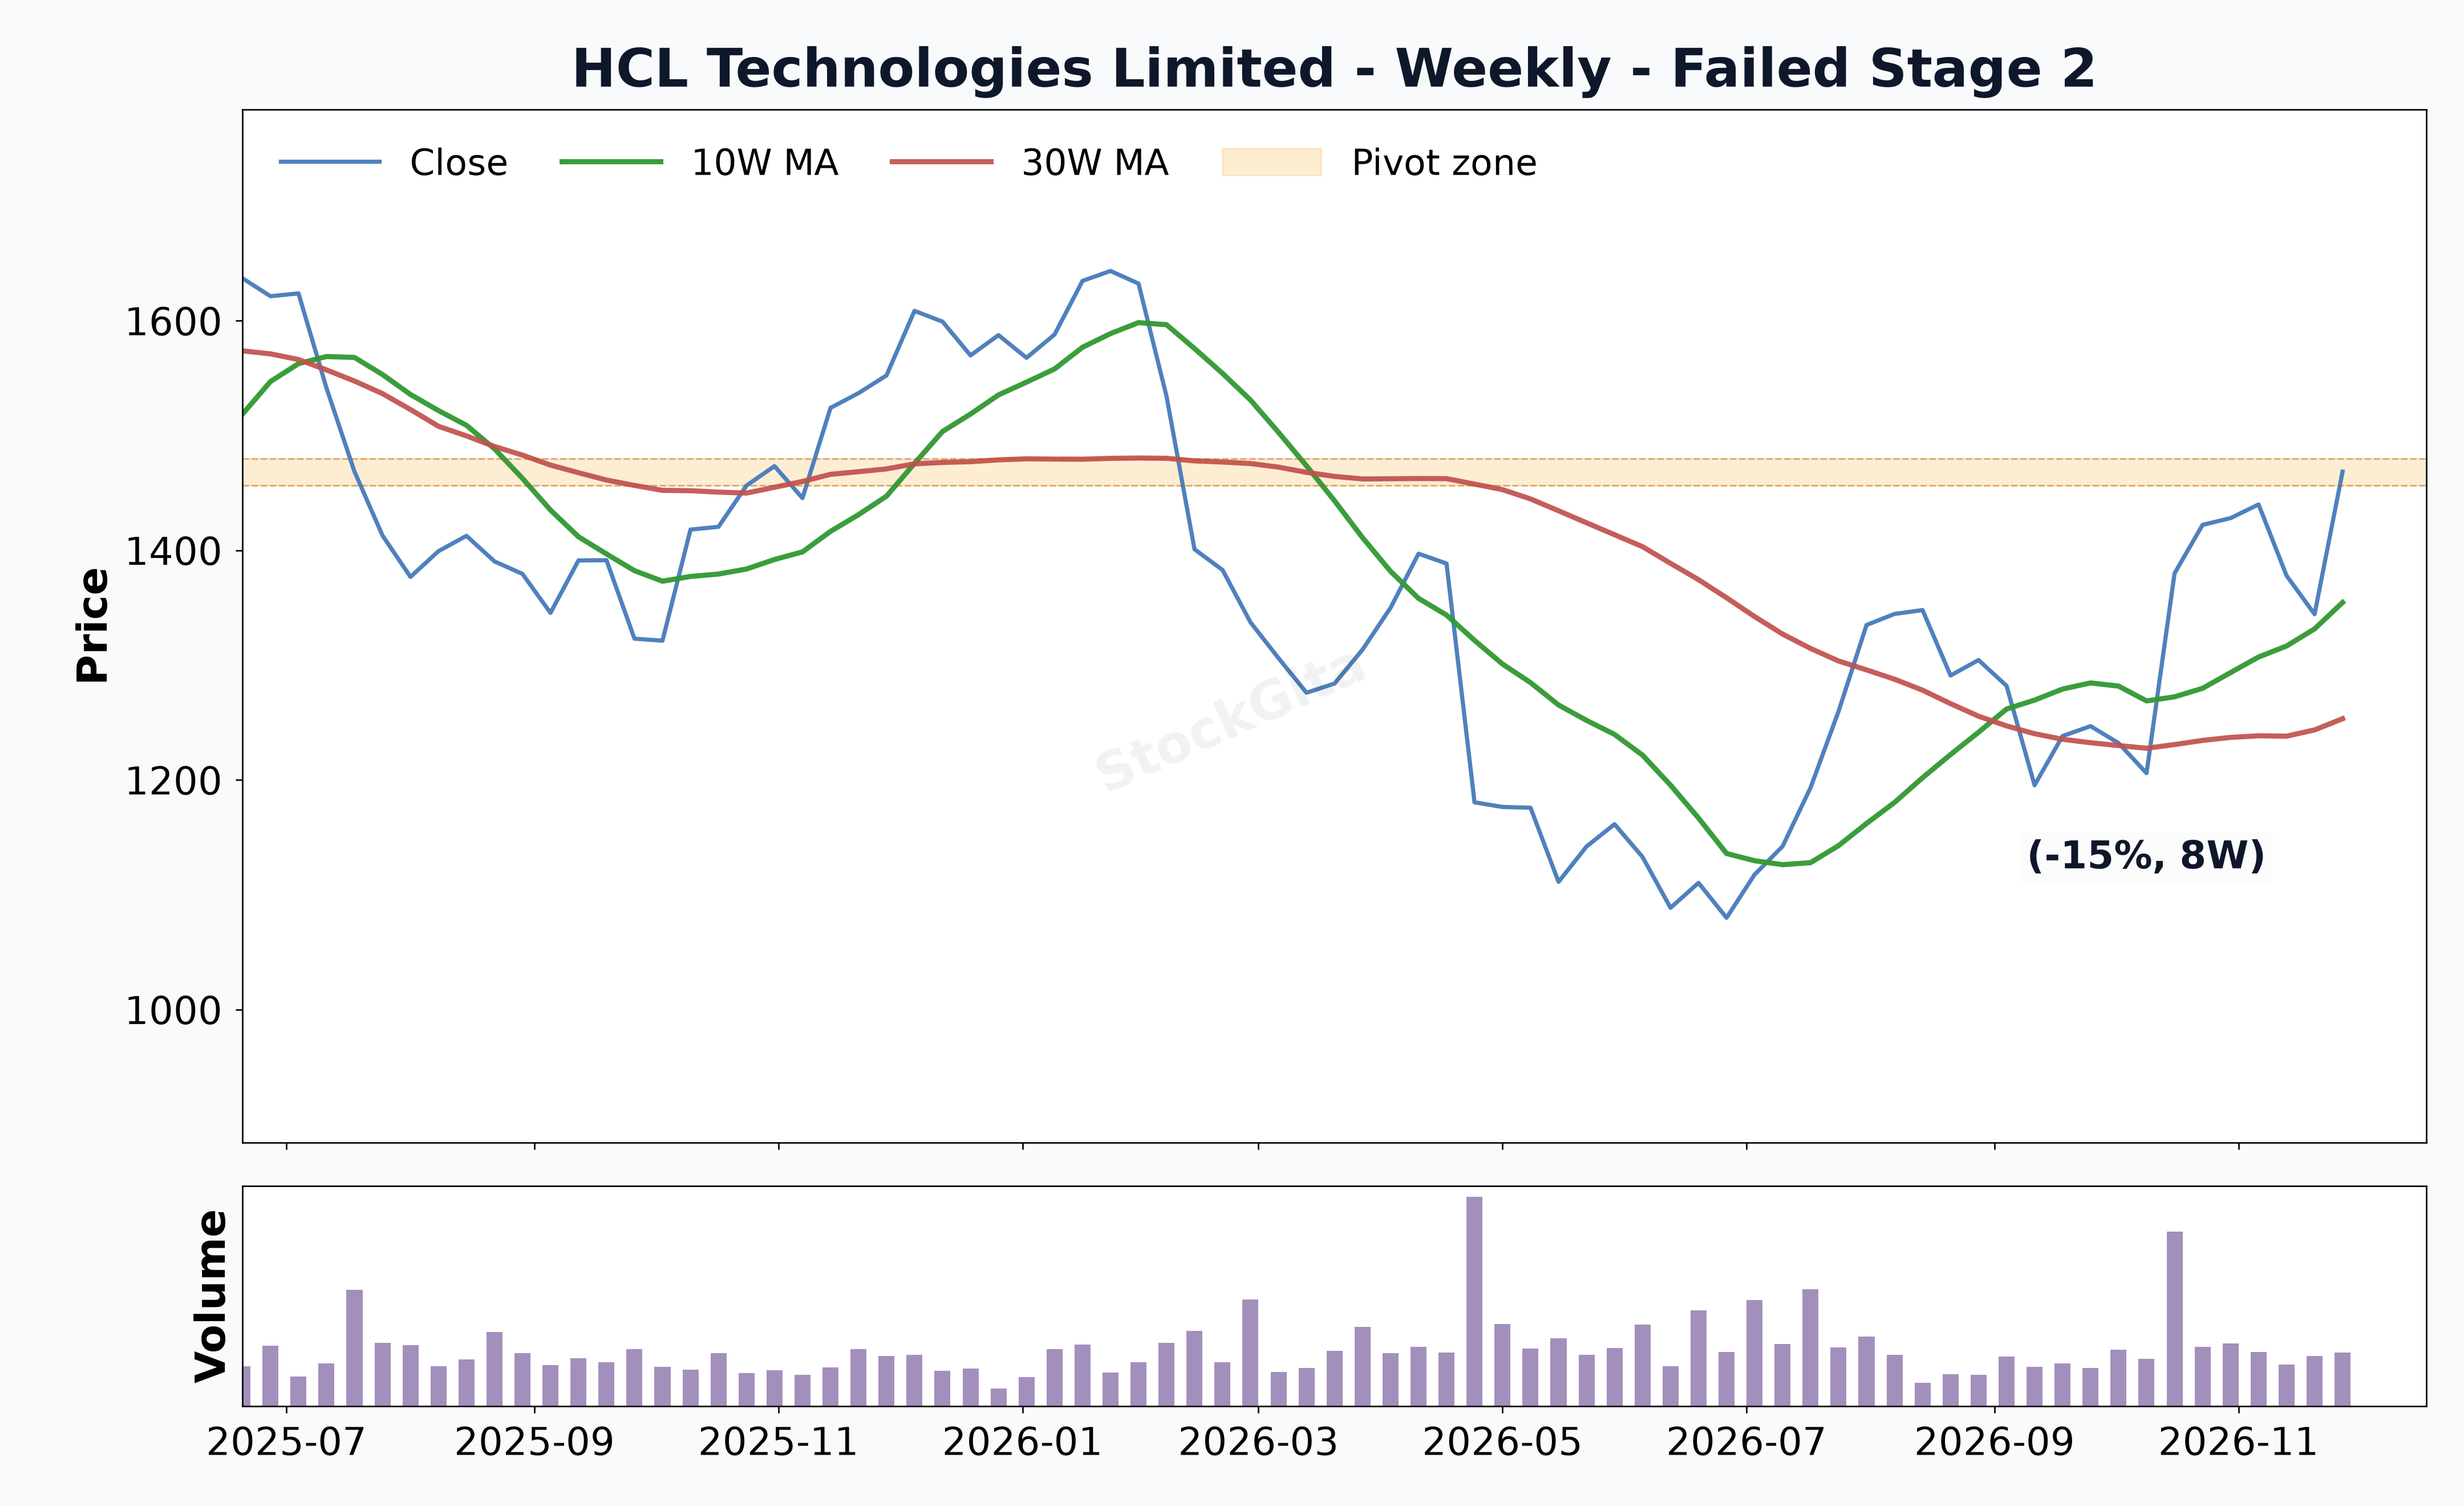 HCL Technologies Limited - Weekly - Failed Stage 2
Close 10W MA 30W MA Pivot zone
1600
1400
1200
1000
Price
StockGita
(-15%, 8W)
Volume
2025-07 2025-09 2025-11 2026-01 2026-03 2026-05 2026-07 2026-09 2026-11